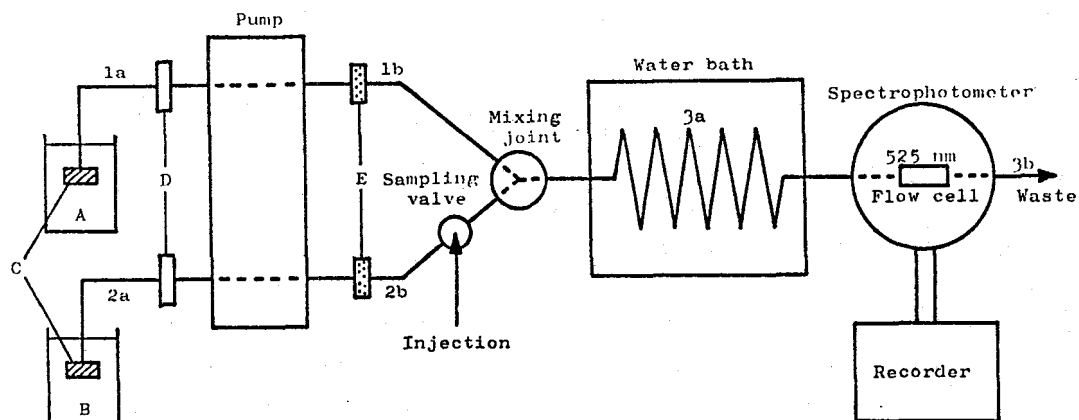 Pump
1a
1b
Water bath
Spectrophotometer
Mixing
joint
3a
525 nm
3b
Flow cell
Waste
D
E
Sampling
valve
A
C
2a
2b
Injection
Recorder
B